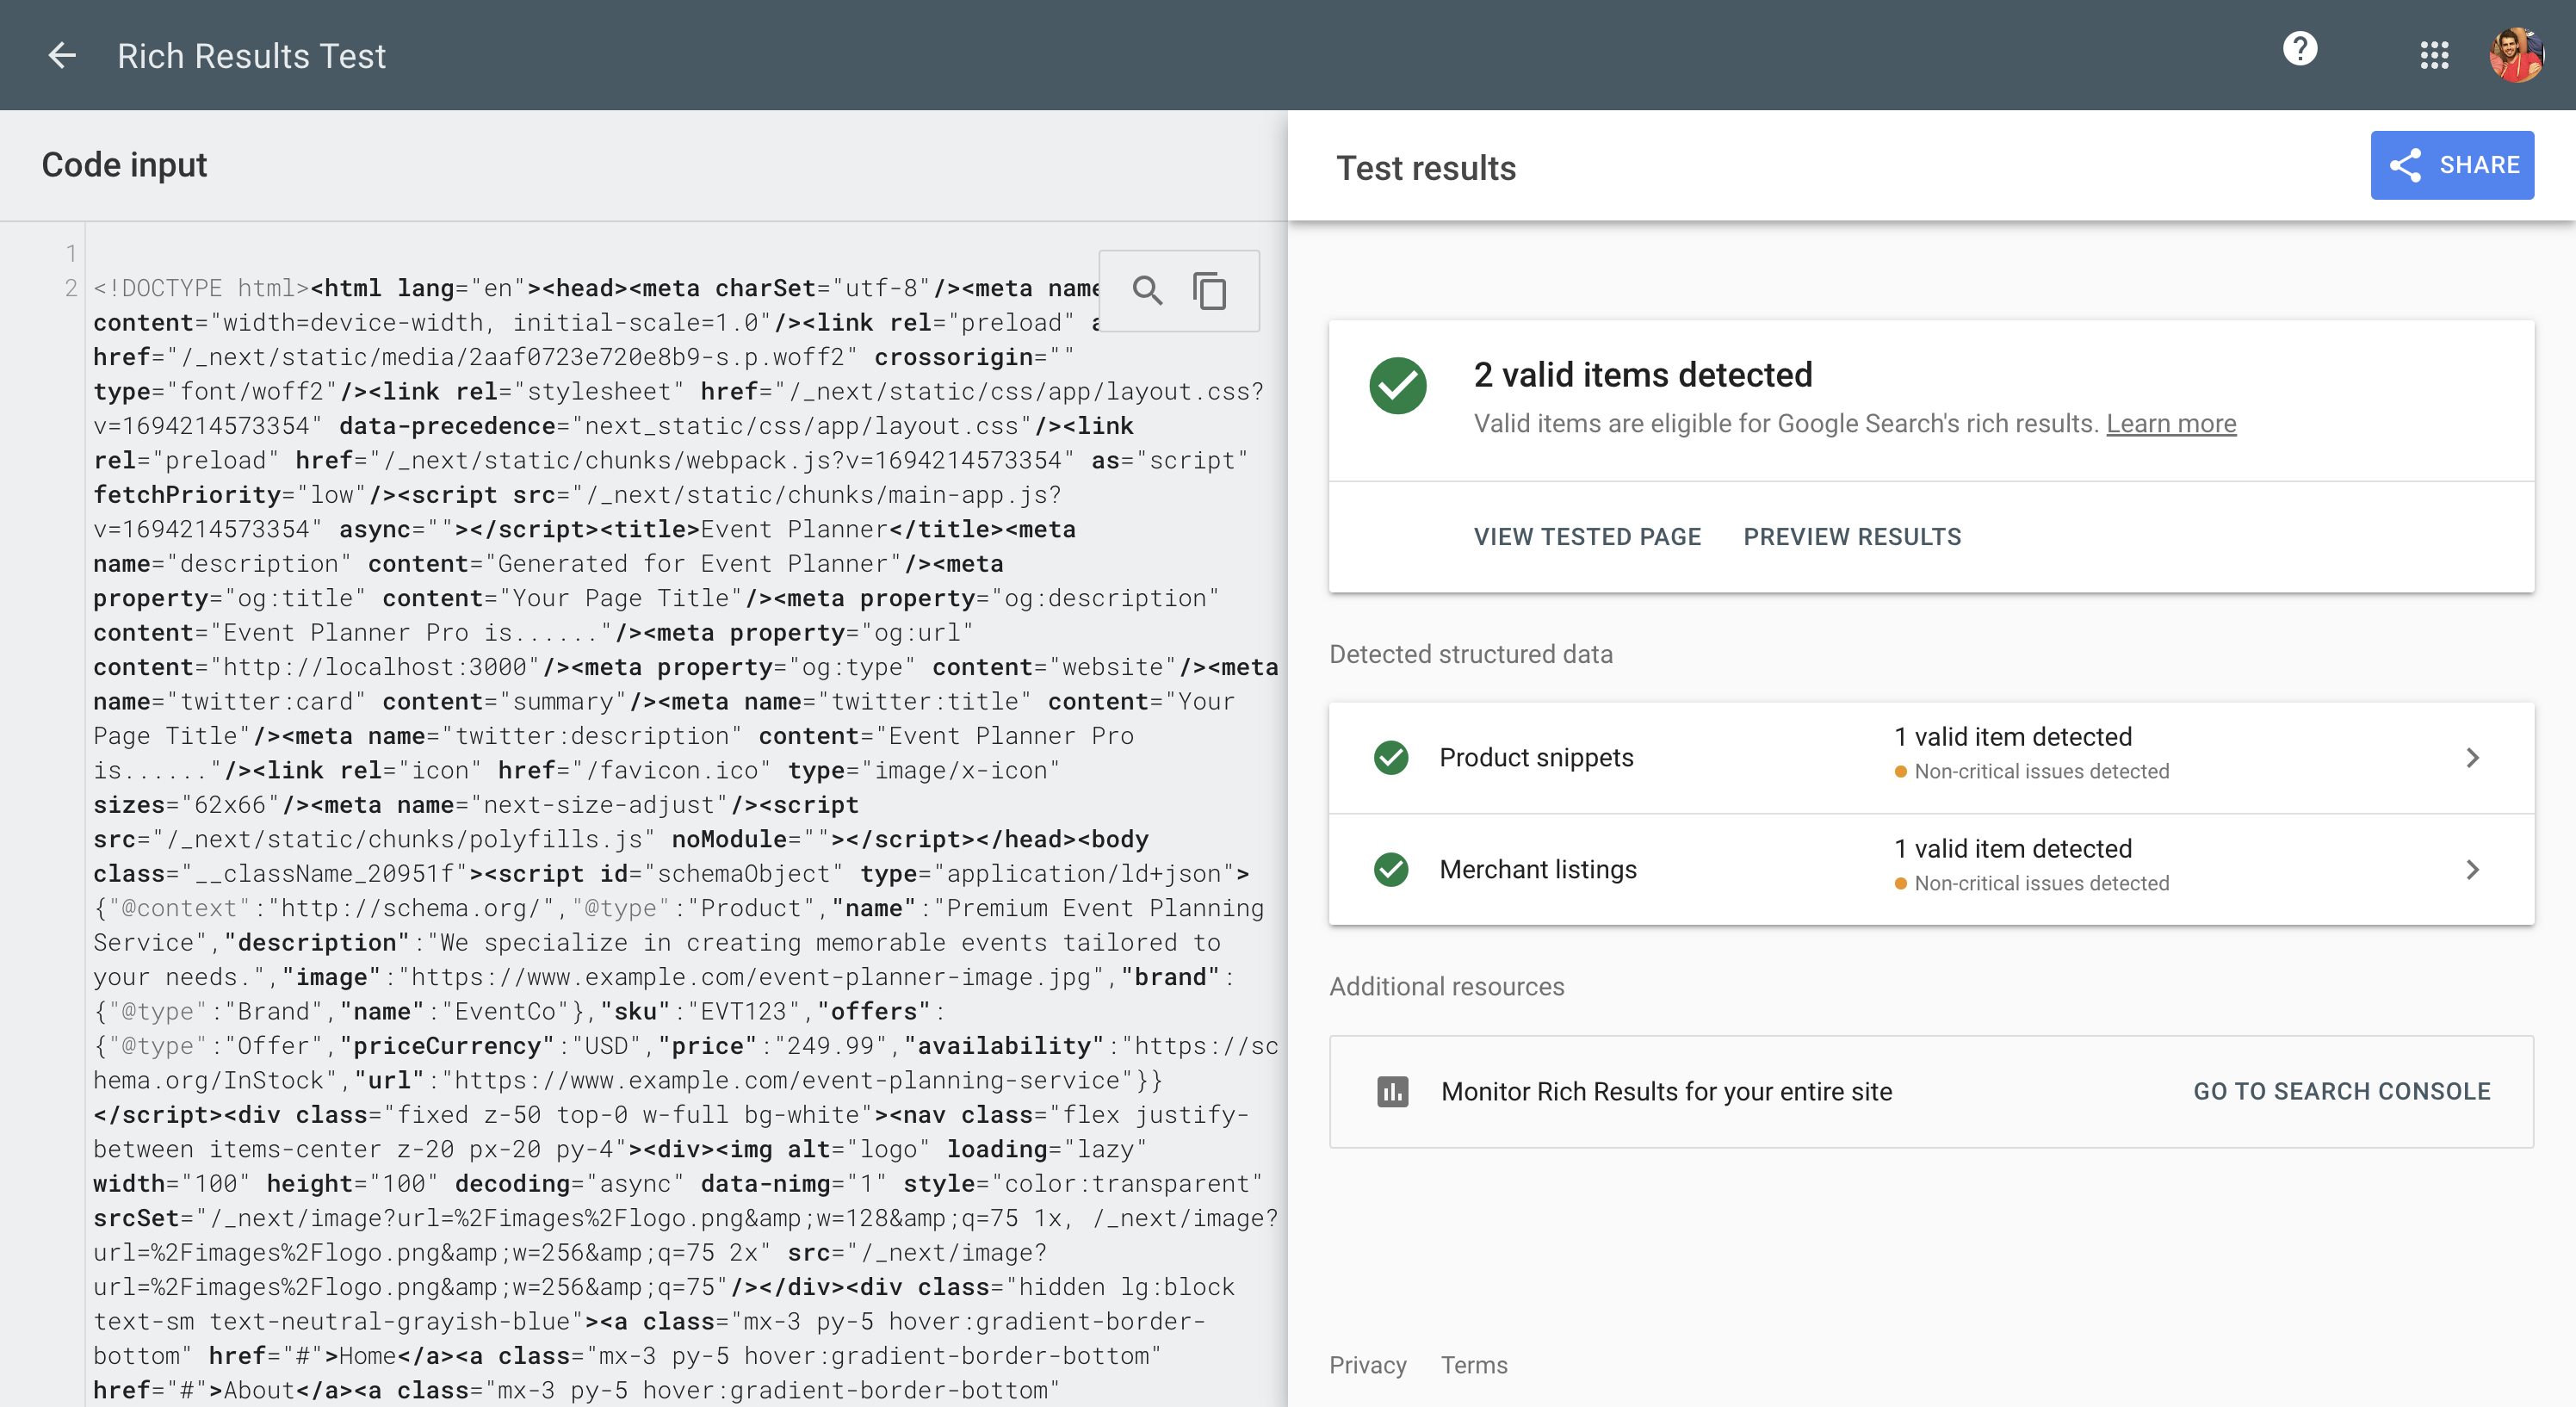 Rich Results Test
Code input
1
2
<!DOCTYPE html><html lang="en"><head><meta charSet="utf-8"/><meta name
content="width=device-width, initial-scale=1.0"/><link rel="preload"
href="/_next/static/media/2aaf0723e720e8b9-s.p.woff2" crossorigin=""
type="font/woff2"/><link rel="stylesheet" href="/_next/static/css/app/layout.css?
v=1694214573354" data-precedence="next_static/css/app/layout.css"/><link
rel="preload" href="/_next/static/chunks/webpack.js?v=1694214573354" as="script"
fetchPriority="low"/><script src="/_next/static/chunks/main-app.js?
v=1694214573354" async=""></script><title>Event Planner</title><meta
name="description" content="Generated for Event Planner"/><meta
property="og:title" content="Your Page Title"/><meta property="og:description"
content="Event Planner Pro is......"/><meta property="og:url"
content="http://localhost:3000"/><meta property="og:type" content="website"/><meta
name="twitter:card" content="summary"/><meta name="twitter:title" content="Your
Page Title"/><meta name="twitter:description" content="Event Planner Pro
is......"/><link rel="icon" href="/favicon.ico" type="image/x-icon"
sizes="62x66"/><meta name="next-size-adjust"/><script
src="/_next/static/chunks/polyfills.js" noModule=""></script></head><body
class="__className_20951f"><script id="schemaObject" type="application/ld+json">
{"@context":"http://schema.org/","@type":"Product","name":"Premium Event Planning
Service","description":"We specialize in creating memorable events tailored to
your needs.","image":"https://www.example.com/event-planner-image.jpg","brand":
{"@type":"Brand","name":"EventCo"},"sku":"EVT123","offers":
{"@type":"Offer","priceCurrency":"USD","price":"249.99","availability":"https://sc
hema.org/InStock","url":"https://www.example.com/event-planning-service"}}
</script><div class="fixed z-50 top-0 w-full bg-white"><nav class="flex justify-
between items-center z-20 px-20 py-4"><div><img alt="logo" loading="lazy"
width="100" height="100" decoding="async" data-nimg="1" style="color:transparent"
srcSet="/_next/image?url=%2Fimages%2Flogo.png&amp;w=128&amp;q=75 1x, /_next/image?
url=%2Fimages%2Flogo.png&amp;w=256&amp;q=75 2x" src="/_next/image?
url=%2Fimages%2Flogo.png&amp;w=256&amp;q=75"/></div><div class="hidden lg:block
text-sm text-neutral-grayish-blue"><a class="mx-3 py-5 hover:gradient-border-
bottom" href="#">Home</a><a class="mx-3 py-5 hover:gradient-border-bottom"
href="#">About</a><a class="mx-3 py-5 hover:gradient-border-bottom"
Test results
SHARE
2 valid items detected
Valid items are eligible for Google Search's rich results. Learn more
VIEW TESTED PAGE PREVIEW RESULTS
Detected structured data
Product snippets
1 valid item detected
Non-critical issues detected
Merchant listings
1 valid item detected
Non-critical issues detected
Additional resources
Monitor Rich Results for your entire site
GO TO SEARCH CONSOLE
Privacy Terms